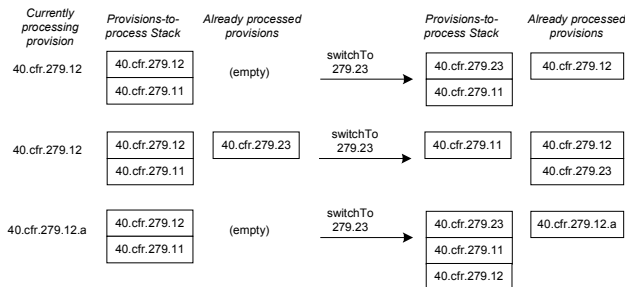 Currently processing provision
Provisions-to-process Stack
Already processed provisions
Provisions-to-process Stack
Already processed provisions
40.cfr.279.12
40.cfr.279.12
40.cfr.279.11
(empty)
switchTo
279.23
40.cfr.279.23
40.cfr.279.11
40.cfr.279.12
40.cfr.279.12
40.cfr.279.12
40.cfr.279.11
40.cfr.279.23
switchTo
279.23
40.cfr.279.11
40.cfr.279.12
40.cfr.279.23
40.cfr.279.12.a
40.cfr.279.12
40.cfr.279.11
(empty)
switchTo
279.23
40.cfr.279.23
40.cfr.279.11
40.cfr.279.12
40.cfr.279.12.a